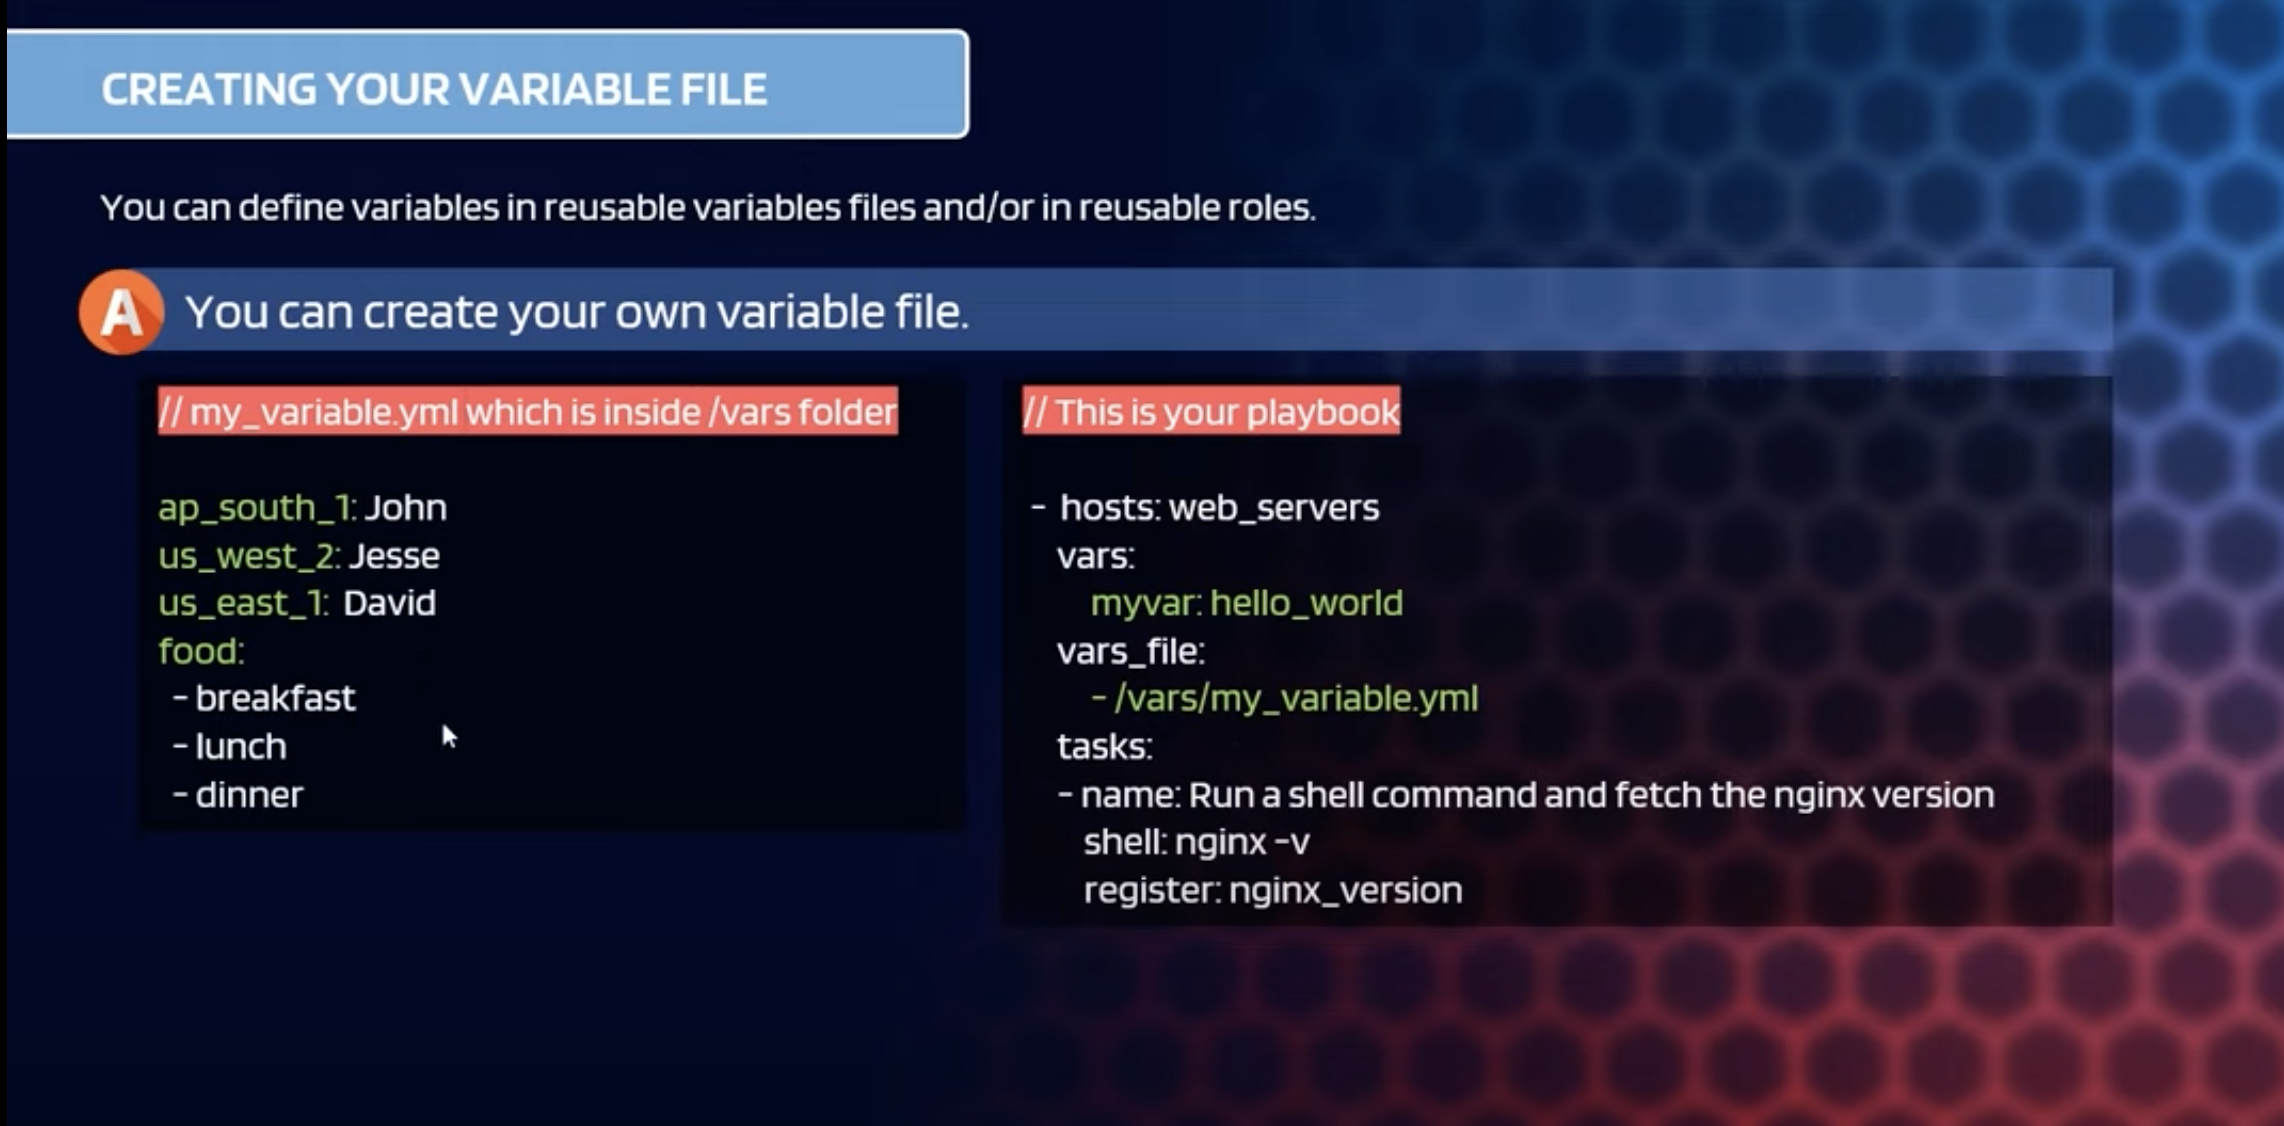 CREATING YOUR VARIABLE FILE
You can define variables in reusable variables files and/or in reusable roles.
A You can create your own variable file.
// my_variable.yml which is inside /vars folder
ap_south_1: John
us_west_2: Jesse
us_east_1: David
food:
- breakfast
- lunch
- dinner
// This is your playbook
- hosts: web_servers
vars:
myvar: hello_world
vars_file:
- /vars/my_variable.yml
tasks:
- name: Run a shell command and fetch the nginx version
shell: nginx -v
register: nginx_version